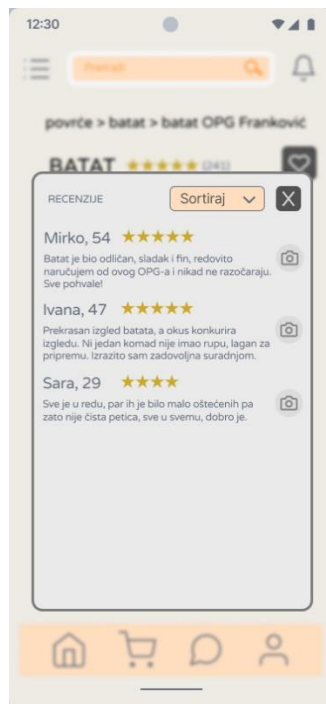 12:30
Pretraži
povrće > batat > batat OPG Franković
BATAT (241)
RECENZIJE
Sortiraj
X
Mirko, 54
Batat je bio odličan, sladak i fin, redovito
naručujem od ovog OPG-a i nikad ne razočaraju.
Sve pohvale!
Ivana, 47
Prekrasan izgled batata, a okus konkurira
izgledu. Ni jedan komad nije imao rupu, lagan za
pripremu. Izrazito sam zadovoljna suradnjom.
Sara, 29
Sve je u redu, par ih je bilo malo oštećenih pa
zato nije čista petica, sve u svemu, dobro je.